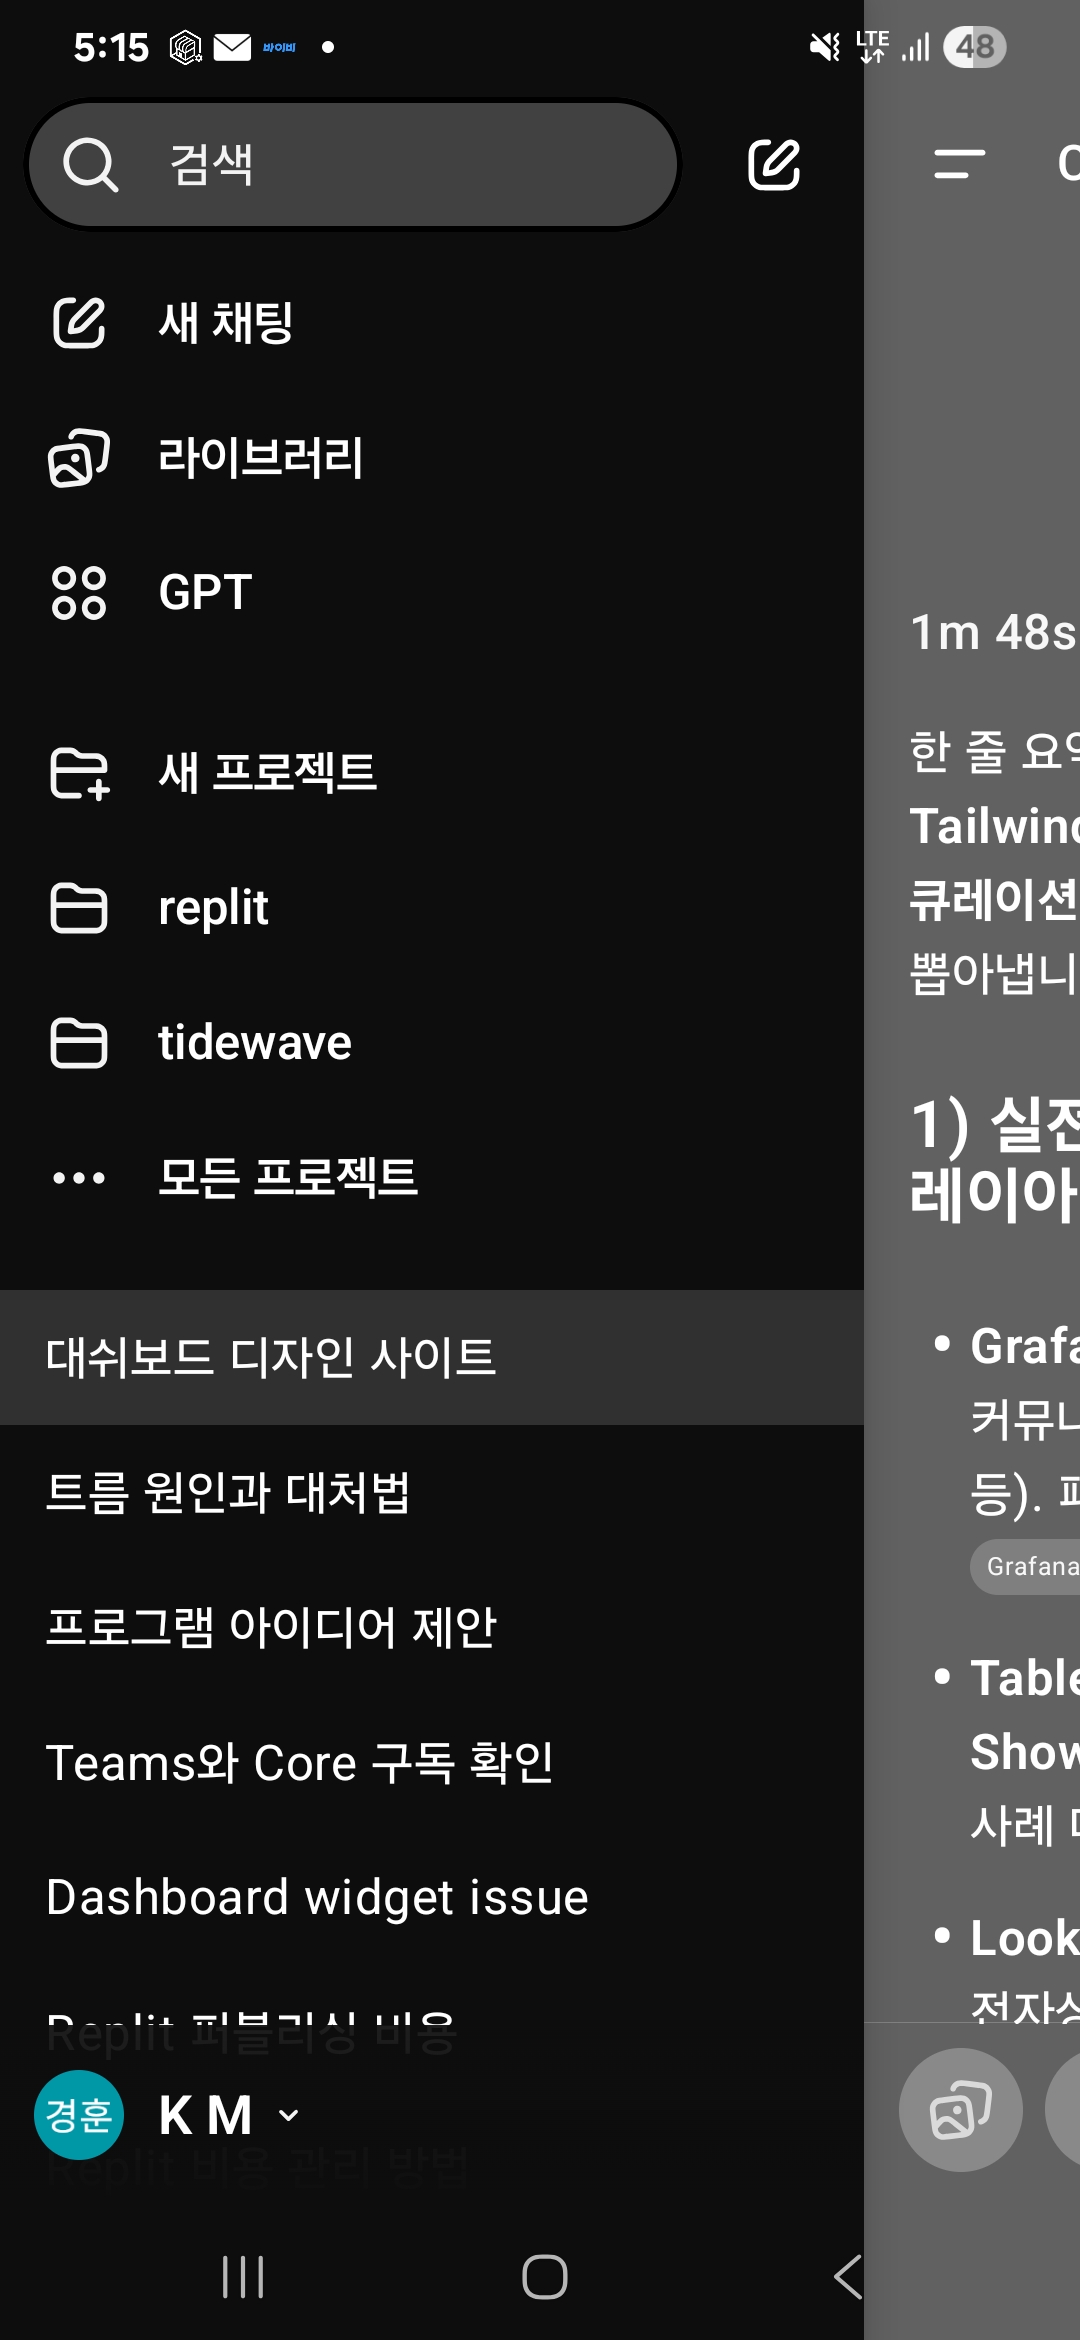 5:15
바이비
LTE
48
검색
새 채팅
라이브러리
GPT
새 프로젝트
replit
tidewave
모든 프로젝트
대쉬보드 디자인 사이트
트름 원인과 대처법
프로그램 아이디어 제안
Teams와 Core 구독 확인
Dashboard widget issue
Replit 퍼블리싱 비용
경훈
K M
Replit 비용 관리 방법
1m 48s
한 줄 요
Tailwind
큐레이션
뽑아냅니
1) 실전
레이아
Grafa
커뮤니
등).
Grafana
Table
Show
사례
Look
전자상